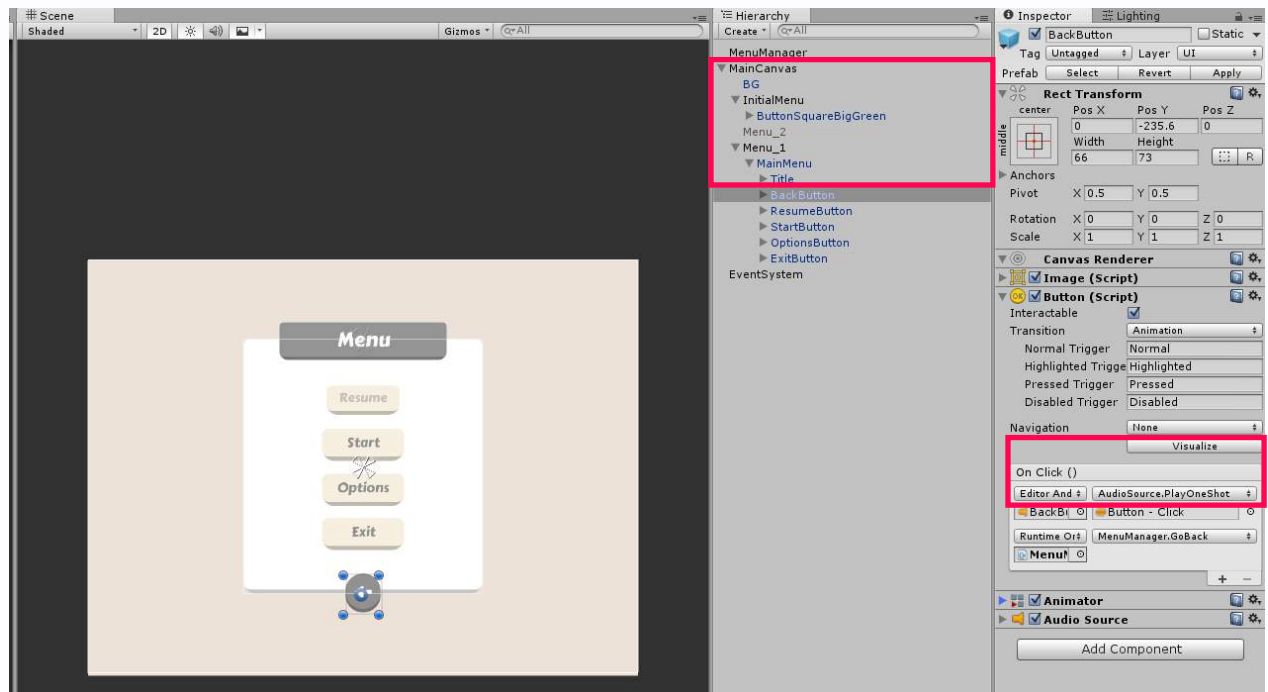 Scene
Shaded 2D Gizmos All
Menu
Resume
Start
Options
Exit
Hierarchy
Create All
MenuManager
MainCanvas
BG
InitialMenu
ButtonSquareBigGreen
Menu_2
Menu_1
MainMenu
Title
BackButton
ResumeButton
StartButton
OptionsButton
ExitButton
EventSystem
Inspector Lighting
BackButton Static
Tag Untagged Layer UI
Prefab Select Revert Apply
Rect Transform
center Pos X Pos Y Pos Z
middle 0 -235.6 0
Width Height
66 73 R
Anchors
Pivot X 0.5 Y 0.5
Rotation X 0 Y 0 Z 0
Scale X 1 Y 1 Z 1
Canvas Renderer
Image (Script)
OK Button (Script)
Interactable
Transition Animation
Normal Trigger Normal
Highlighted Trigge Highlighted
Pressed Trigger Pressed
Disabled Trigger Disabled
Navigation None
Visualize
On Click ()
Editor And AudioSource.PlayOneShot
BackB Button - Click
Runtime Or MenuManager.GoBack
Menu
+ −
Animator
Audio Source
Add Component